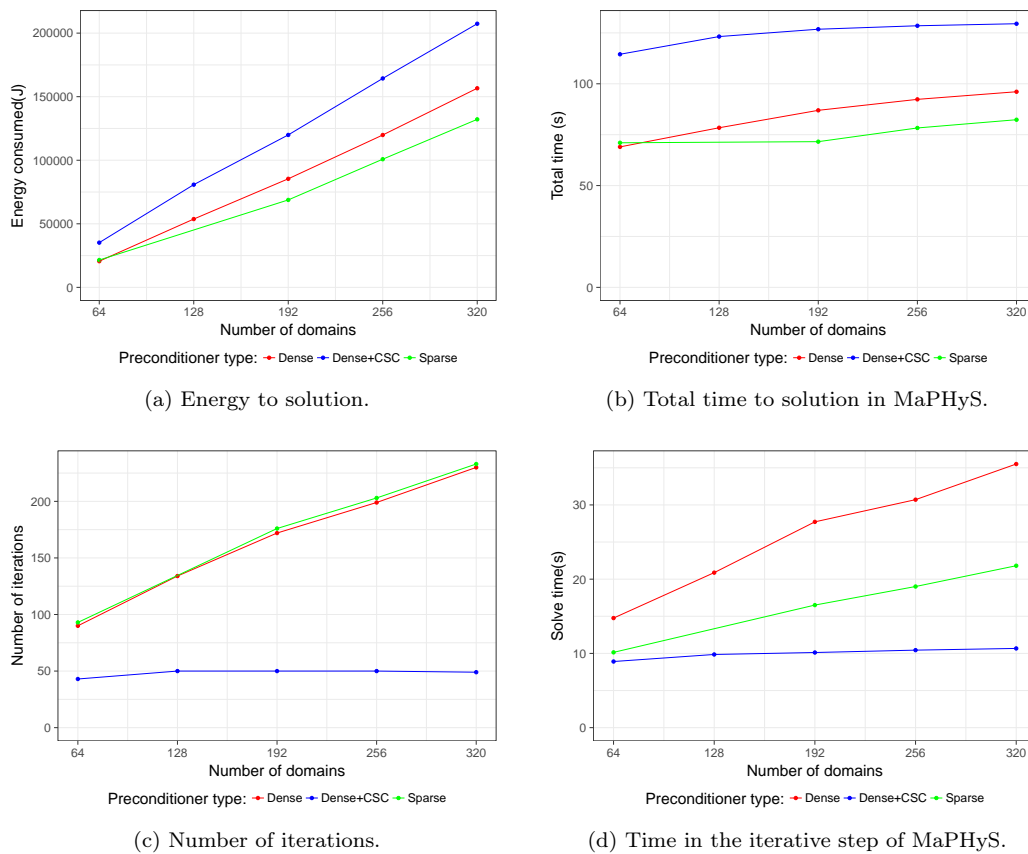 Energy consumed(J)
200000
150000
100000
50000
0
64 128 192 256 320
Number of domains
Preconditioner type: Dense Dense+CSC Sparse
(a) Energy to solution.
Total time (s)
100
50
0
64 128 192 256 320
Number of domains
Preconditioner type: Dense Dense+CSC Sparse
(b) Total time to solution in MaPHyS.
Number of iterations
200
150
100
50
0
64 128 192 256 320
Number of domains
Preconditioner type: Dense Dense+CSC Sparse
(c) Number of iterations.
Solve time(s)
30
20
10
0
64 128 192 256 320
Number of domains
Preconditioner type: Dense Dense+CSC Sparse
(d) Time in the iterative step of MaPHyS.